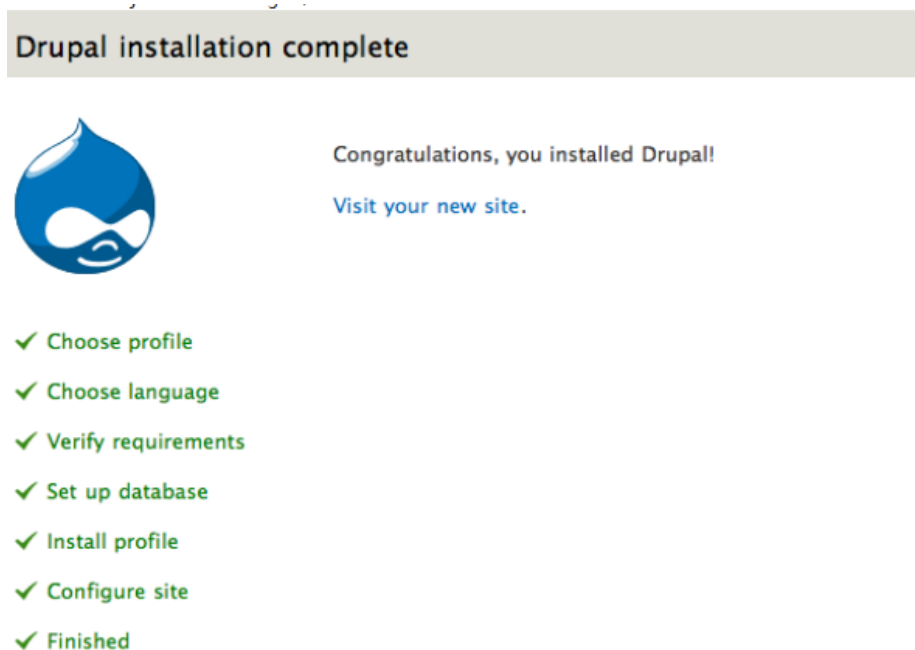 Drupal installation complete
Congratulations, you installed Drupal!
Visit your new site.
Choose profile
Choose language
Verify requirements
Set up database
Install profile
Configure site
Finished